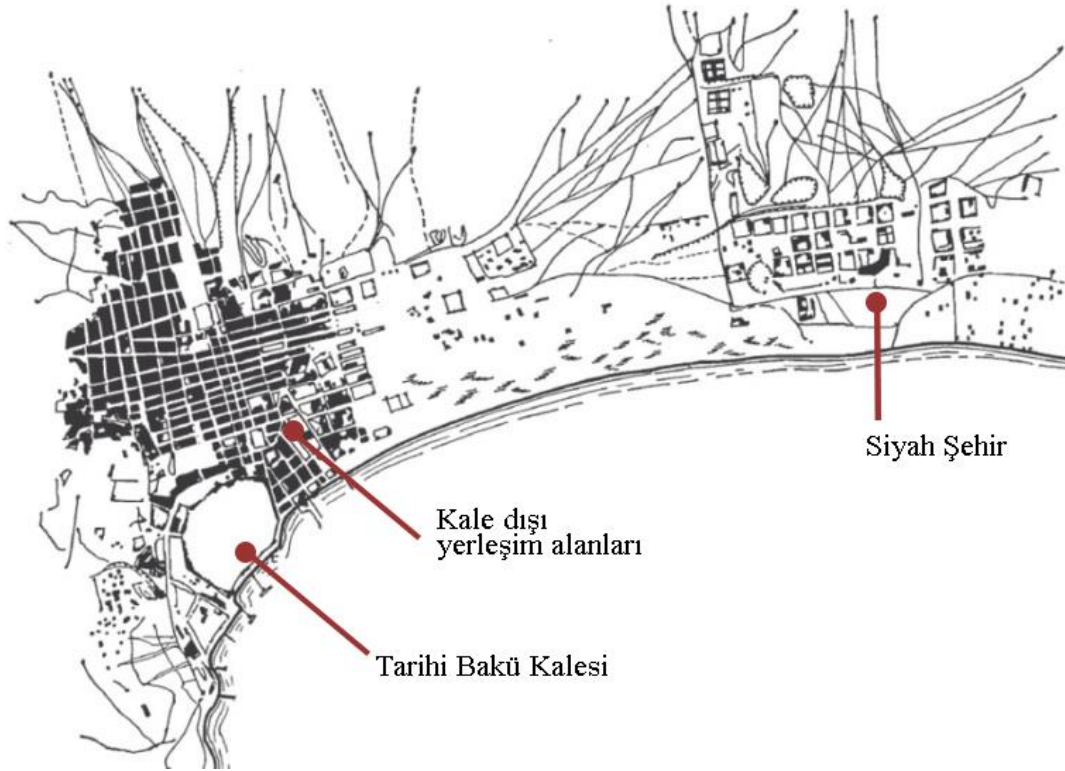 Siyah Şehir
Kale dışı
yerleşim alanları
Tarihi Bakü Kalesi